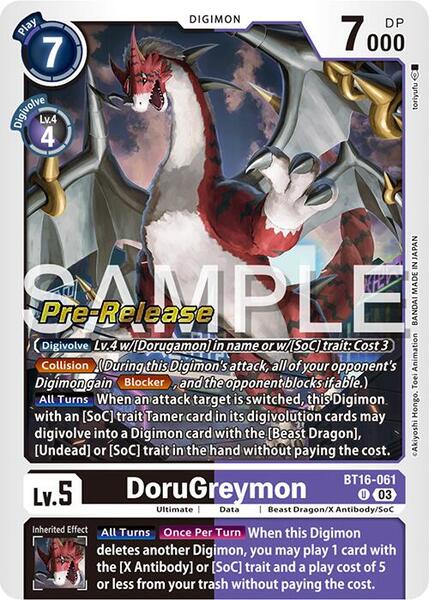 Play
DIGIMON
7
DP
7000
toriyufu
Digivolve
Lv.4
4
SAMPLE
Pre-Release
Digivolve Lv.4 w/[Dorugamon] in name or w/[SoC] trait: Cost 3
Collision (During this Digimon's attack, all of your opponent's
Digimon gain Blocker, and the opponent blocks if able.)
All Turns When an attack target is switched, this Digimon
with an [SoC] trait Tamer card in its digivolution cards may
digivolve into a Digimon card with the [Beast Dragon],
[Undead] or [SoC] trait in the hand without paying the cost.
©Akiyoshi Hongo, Toei Animation BANDAI MADE IN JAPAN
Lv.5
DoruGreymon
BT16-061
U 03
Ultimate | Data | Beast Dragon/X Antibody/SoC
Inherited Effect
All Turns Once Per Turn When this Digimon
deletes another Digimon, you may play 1 card with
the [X Antibody] or [SoC] trait and a play cost of 5
or less from your trash without paying the cost.